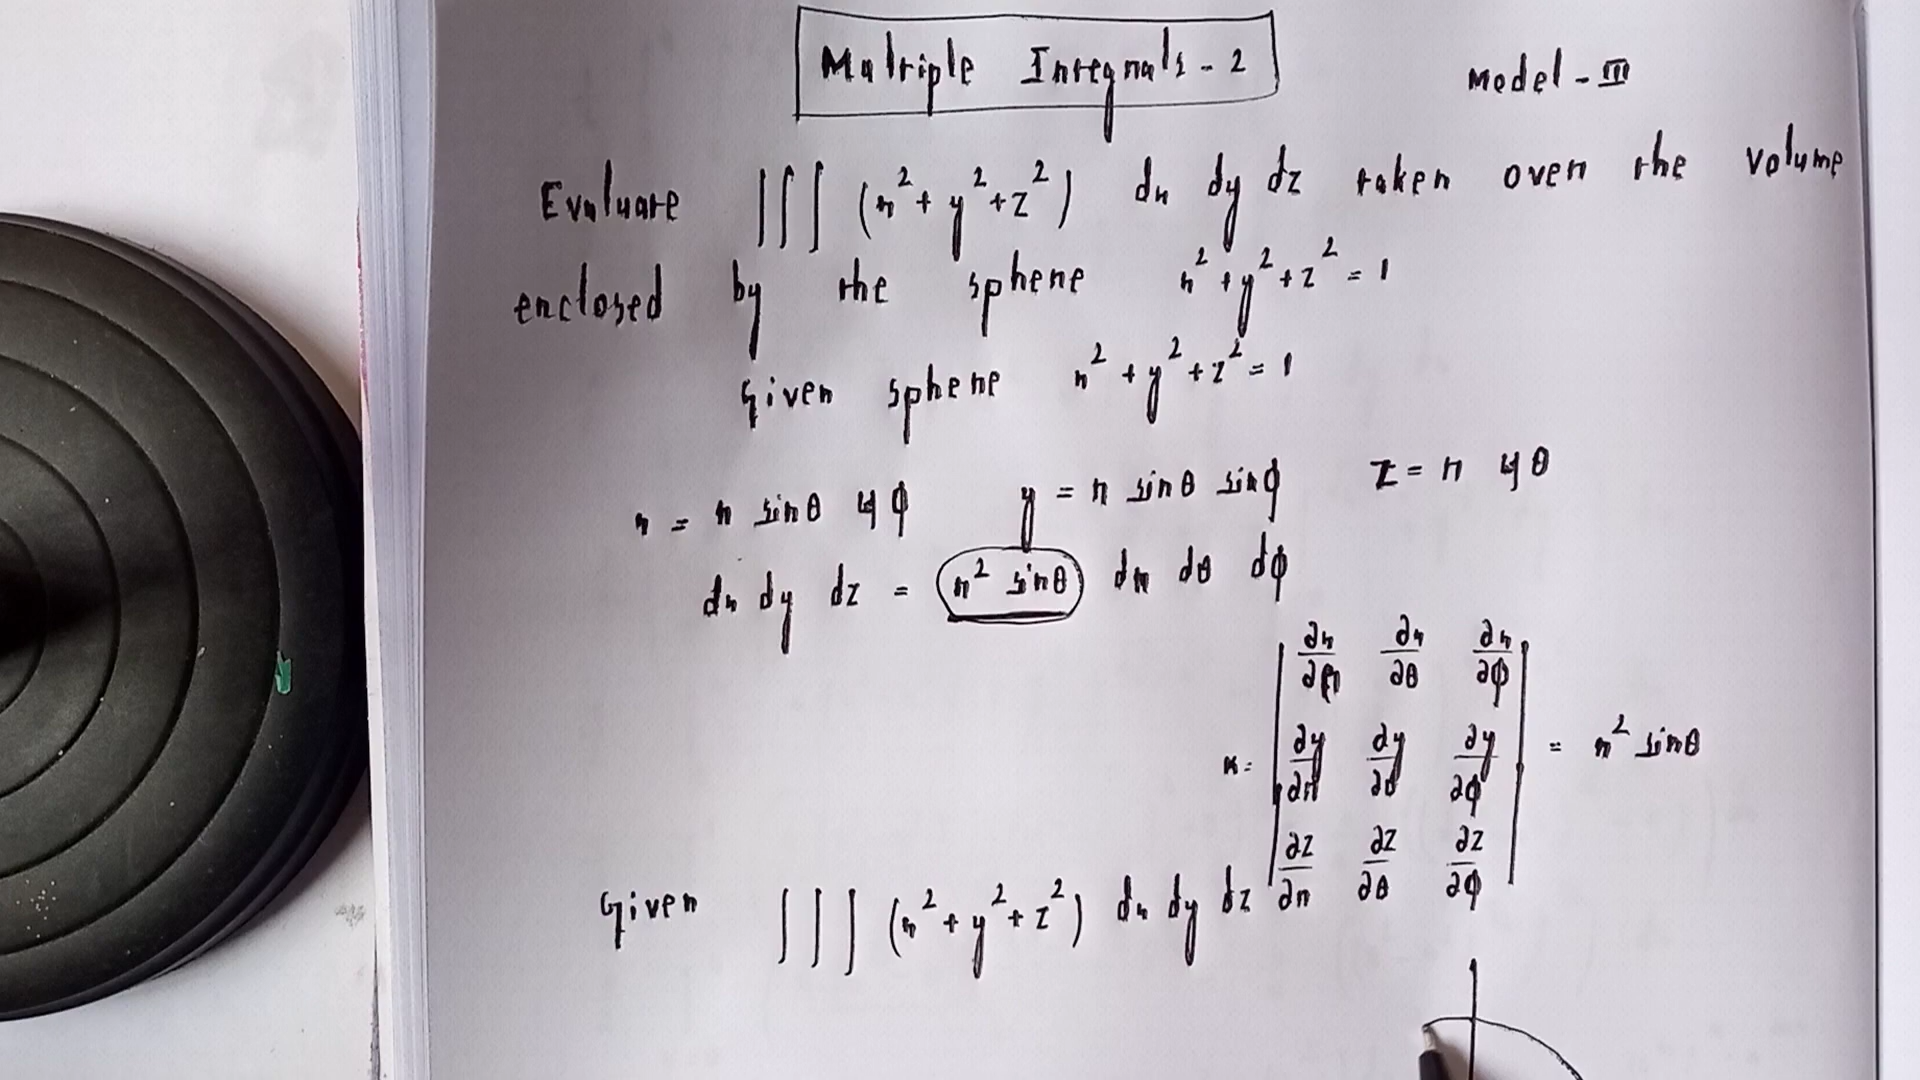 Multiple Integrals - 2
Model - III
Evaluate ∫∫∫ (x² + y² + z²) dx dy dz taken over the volume
enclosed by the sphere x² + y² + z² = 1
Given sphere x² + y² + z² = 1
x = r sinθ cosφ y = r sinθ sinφ z = r cosθ
dx dy dz = r² sinθ dr dθ dφ
∂x/∂r ∂x/∂θ ∂x/∂φ
∂y/∂r ∂y/∂θ ∂y/∂φ = r² sinθ
∂z/∂r ∂z/∂θ ∂z/∂φ
Given ∫∫∫ (x² + y² + z²) dx dy dz